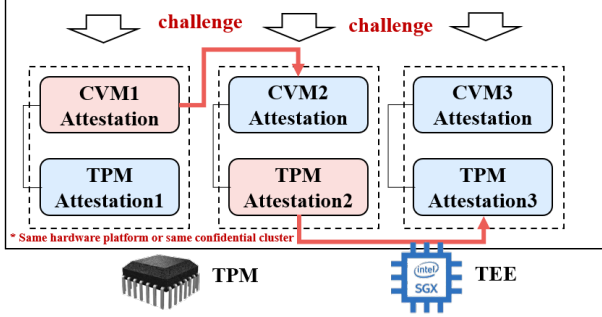 challenge
challenge
CVM1
Attestation
CVM2
Attestation
CVM3
Attestation
TPM
Attestation1
TPM
Attestation2
TPM
Attestation3
* Same hardware platform or same confidential cluster
TPM
intel
SGX
TEE